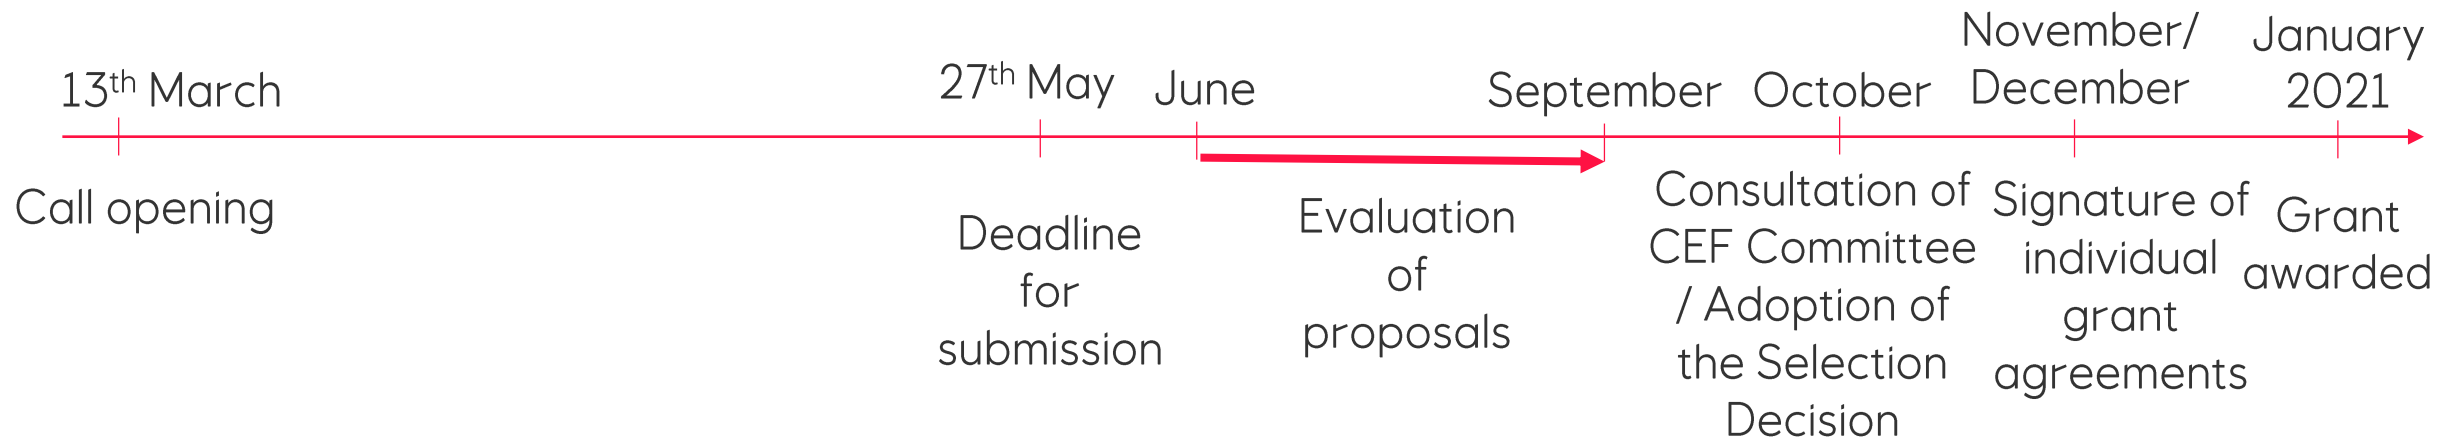 13th March
27th May
June
September
October
November/
December
January
2021
Call opening
Deadline
for
submission
Evaluation
of
proposals
Consultation of
CEF Committee
/ Adoption of
the Selection
Decision
Signature of
individual
grant
agreements
Grant
awarded